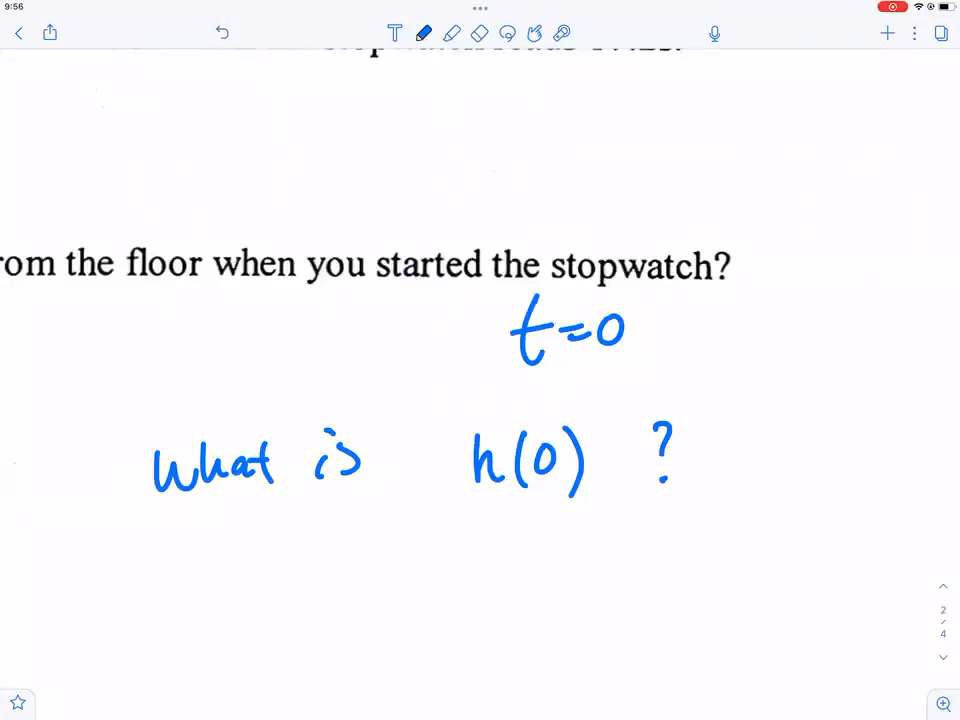 9:56
rom the floor when you started the stopwatch?
t=0
What is h(0) ?
2
4